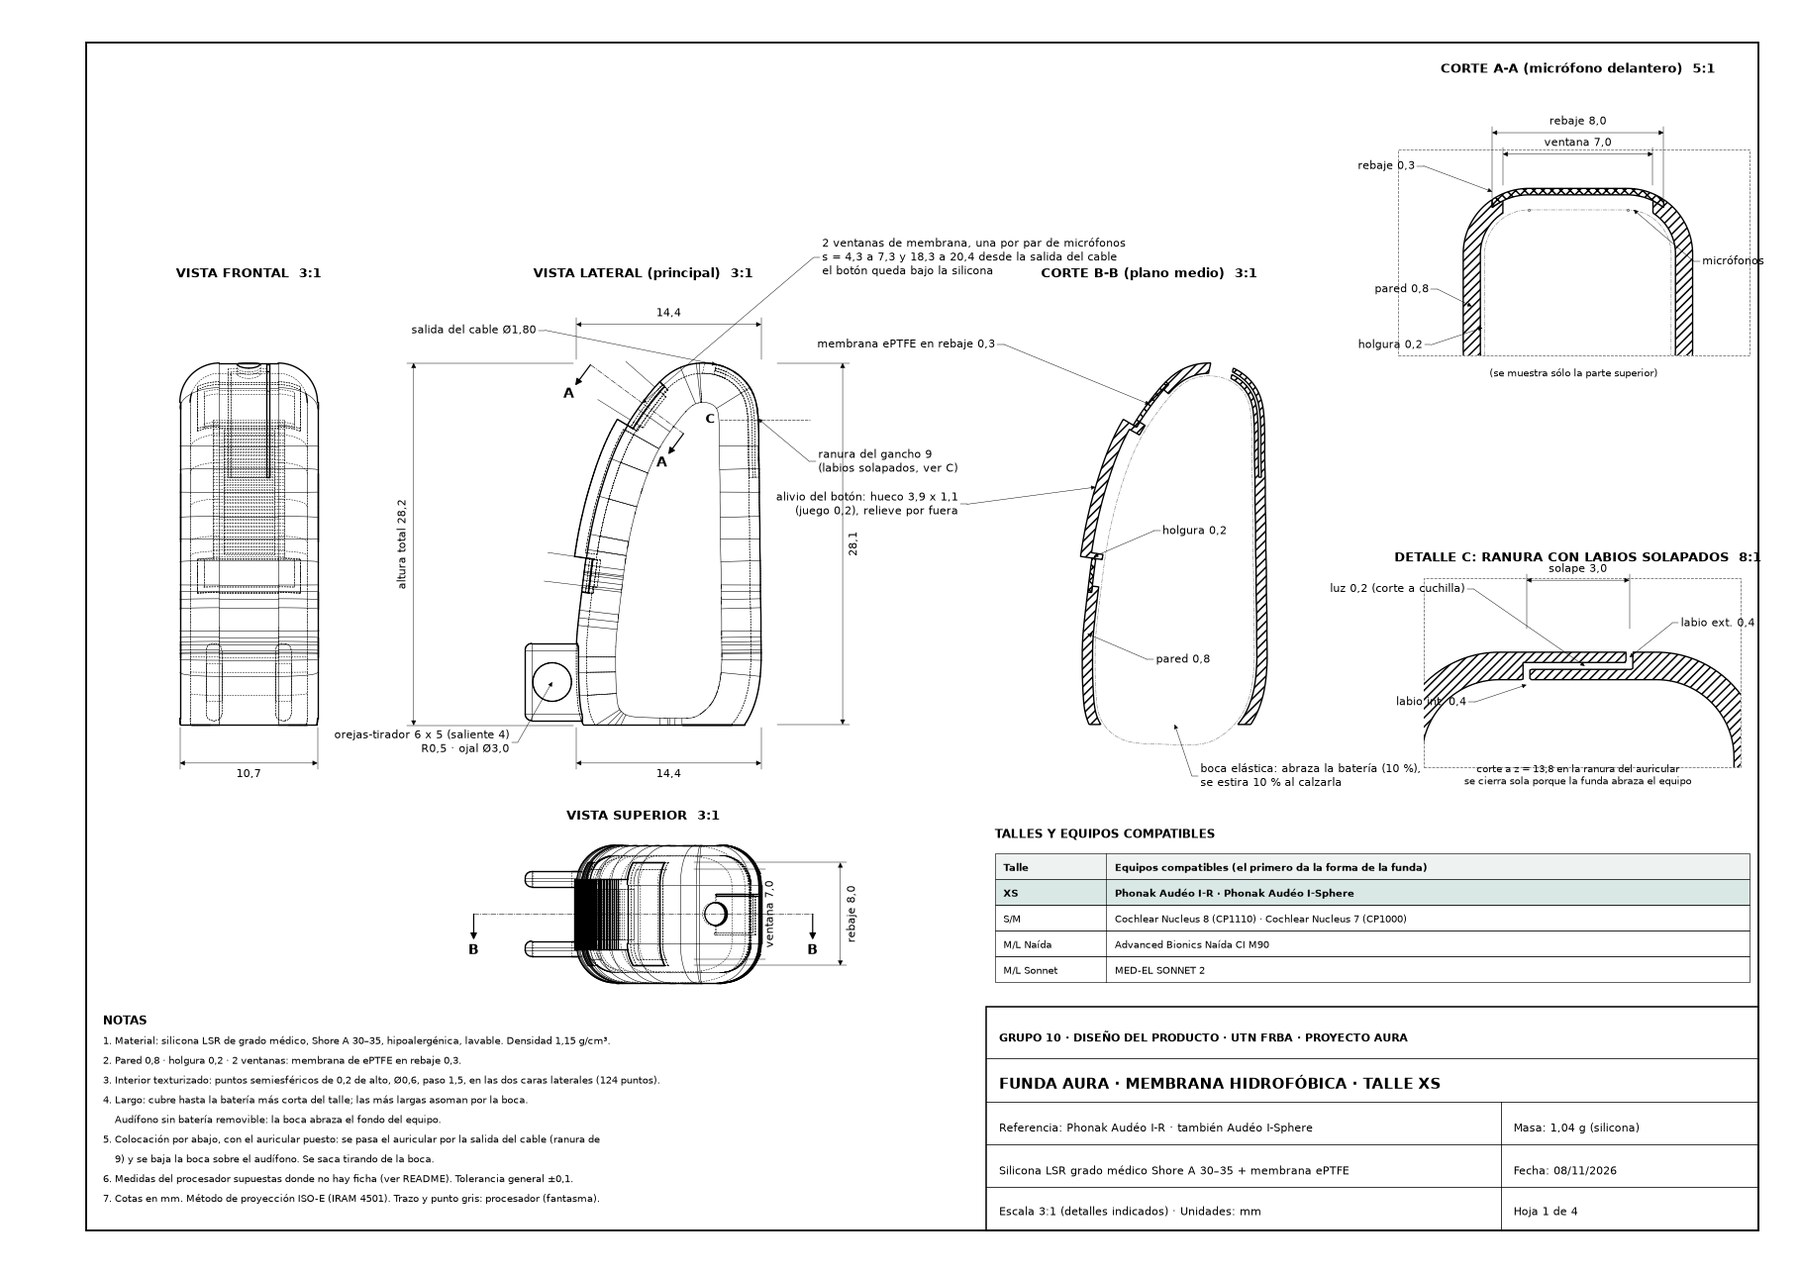 CORTE A-A (micrófono delantero) 5:1
rebaje 8,0
ventana 7,0
rebaje 0,3
micrófonos
pared 0,8
holgura 0,2
(se muestra sólo la parte superior)
2 ventanas de membrana, una por par de micrófonos
s = 4,3 a 7,3 y 18,3 a 20,4 desde la salida del cable
el botón queda bajo la silicona
VISTA FRONTAL 3:1
VISTA LATERAL (principal) 3:1
CORTE B-B (plano medio) 3:1
14,4
salida del cable Ø1,80
membrana ePTFE en rebaje 0,3
A
C
A
ranura del gancho 9
(labios solapados, ver C)
alivio del botón: hueco 3,9 x 1,1
(juego 0,2), relieve por fuera
altura total 28,2
28,1
holgura 0,2
pared 0,8
orejas-tirador 6 x 5 (saliente 4)
R0,5 · ojal Ø3,0
10,7
14,4
boca elástica: abraza la batería (10 %),
se estira 10 % al calzarla
DETALLE C: RANURA CON LABIOS SOLAPADOS 8:1
solape 3,0
luz 0,2 (corte a cuchilla)
labio ext. 0,4
labio int. 0,4
corte a z = 13,8 en la ranura del auricular
se cierra sola porque la funda abraza el equipo
VISTA SUPERIOR 3:1
ventana 7,0
rebaje 8,0
B
B
TALLES Y EQUIPOS COMPATIBLES
Talle Equipos compatibles (el primero da la forma de la funda)
XS Phonak Audéo I-R · Phonak Audéo I-Sphere
S/M Cochlear Nucleus 8 (CP1110) · Cochlear Nucleus 7 (CP1000)
M/L Naída Advanced Bionics Naída CI M90
M/L Sonnet MED-EL SONNET 2
NOTAS
1. Material: silicona LSR de grado médico, Shore A 30–35, hipoalergénica, lavable. Densidad 1,15 g/cm³.
2. Pared 0,8 · holgura 0,2 · 2 ventanas: membrana de ePTFE en rebaje 0,3.
3. Interior texturizado: puntos semiesféricos de 0,2 de alto, Ø0,6, paso 1,5, en las dos caras laterales (124 puntos).
4. Largo: cubre hasta la batería más corta del talle; las más largas asoman por la boca.
Audífono sin batería removible: la boca abraza el fondo del equipo.
5. Colocación por abajo, con el auricular puesto: se pasa el auricular por la salida del cable (ranura de
9) y se baja la boca sobre el audífono. Se saca tirando de la boca.
6. Medidas del procesador supuestas donde no hay ficha (ver README). Tolerancia general ±0,1.
7. Cotas en mm. Método de proyección ISO-E (IRAM 4501). Trazo y punto gris: procesador (fantasma).
GRUPO 10 · DISEÑO DEL PRODUCTO · UTN FRBA · PROYECTO AURA
FUNDA AURA · MEMBRANA HIDROFÓBICA · TALLE XS
Referencia: Phonak Audéo I-R · también Audéo I-Sphere
Masa: 1,04 g (silicona)
Silicona LSR grado médico Shore A 30–35 + membrana ePTFE
Fecha: 08/11/2026
Escala 3:1 (detalles indicados) · Unidades: mm
Hoja 1 de 4